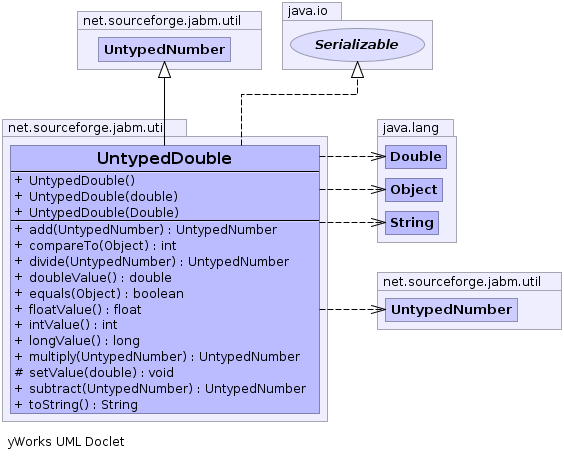 net.sourceforge.jabm.util
UntypedNumber
java.io
Serializable
net.sourceforge.jabm.uti
UntypedDouble
+ UntypedDouble()
+ UntypedDouble(double)
+ UntypedDouble(Double)
+ add(UntypedNumber) : UntypedNumber
+ compareTo(Object) : int
+ divide(UntypedNumber) : UntypedNumber
+ doubleValue() : double
+ equals(Object) : boolean
+ floatValue() : float
+ intValue() : int
+ longValue() : long
+ multiply(UntypedNumber) : UntypedNumber
# setValue(double) : void
+ subtract(UntypedNumber) : UntypedNumber
+ toString() : String
java.lang
Double
Object
String
net.sourceforge.jabm.util
UntypedNumber
yWorks UML Doclet